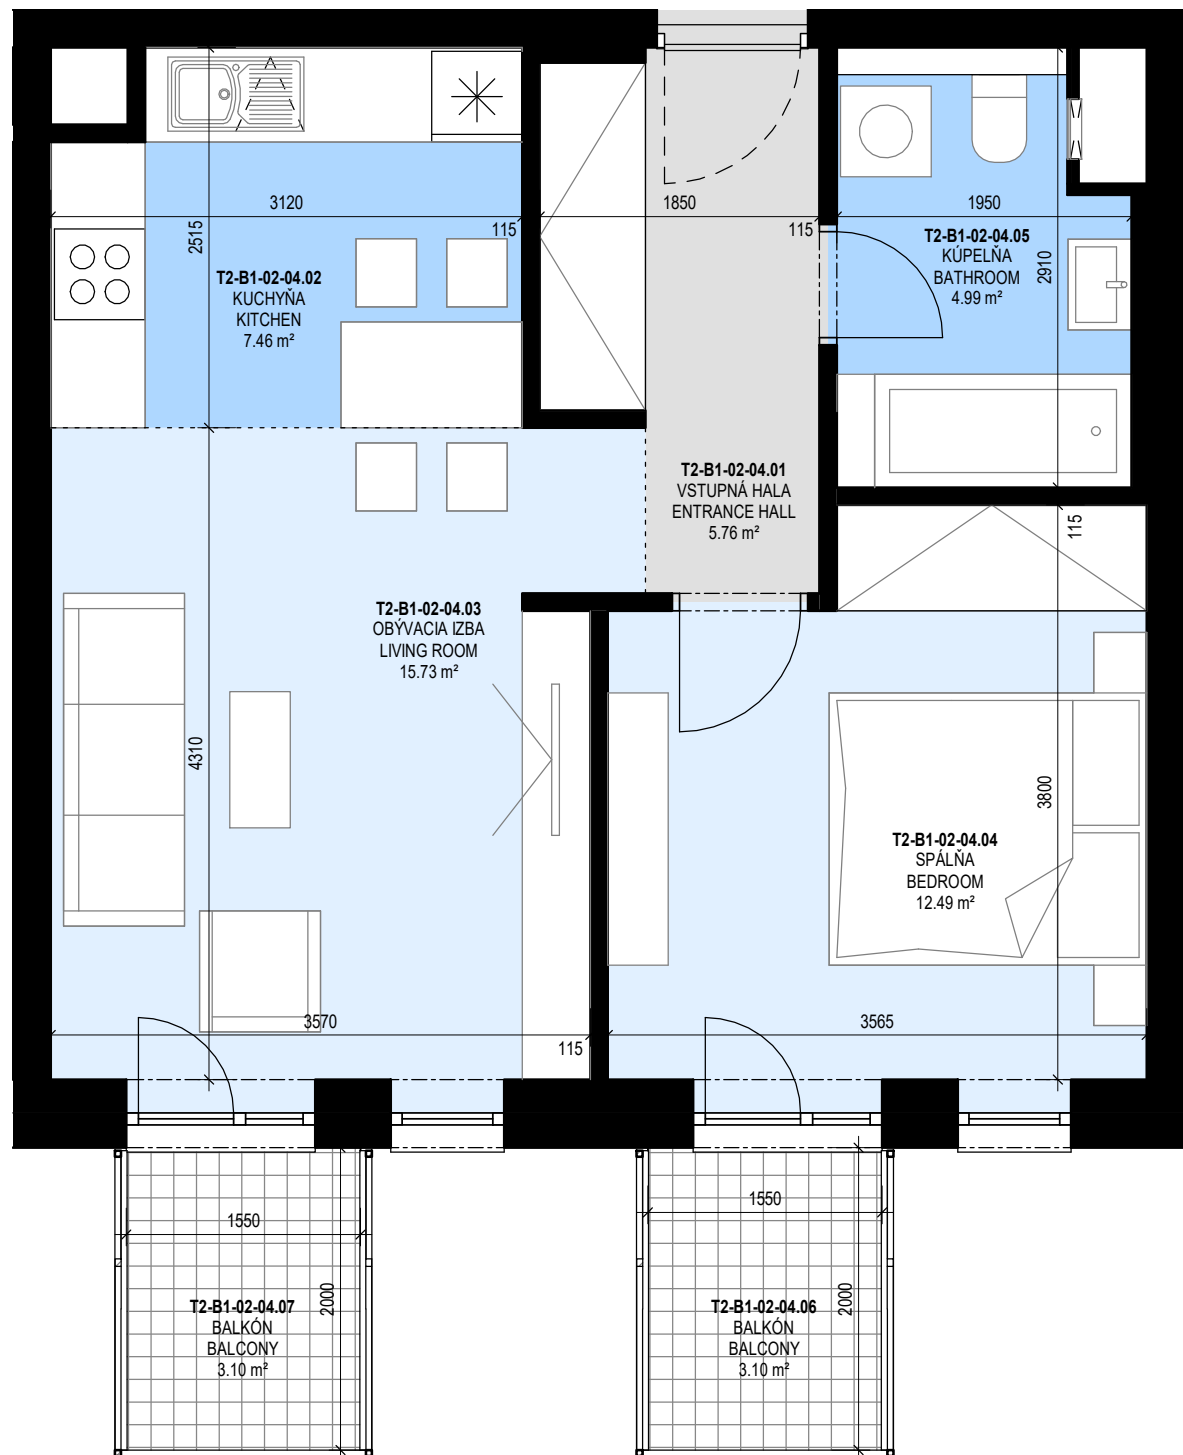 3120
115
2515
T2-B1-02-04.02
KUCHYŇA
KITCHEN
7.46 m²
1850
115
1950
T2-B1-02-04.05
KÚPELŇA
BATHROOM
4.99 m²
2910
T2-B1-02-04.01
VSTUPNÁ HALA
ENTRANCE HALL
5.76 m²
115
T2-B1-02-04.03
OBÝVACIA IZBA
LIVING ROOM
15.73 m²
4310
3800
T2-B1-02-04.04
SPÁLŇA
BEDROOM
12.49 m²
3570
115
3565
1550
2000
T2-B1-02-04.07
BALKÓN
BALCONY
3.10 m²
1550
2000
T2-B1-02-04.06
BALKÓN
BALCONY
3.10 m²